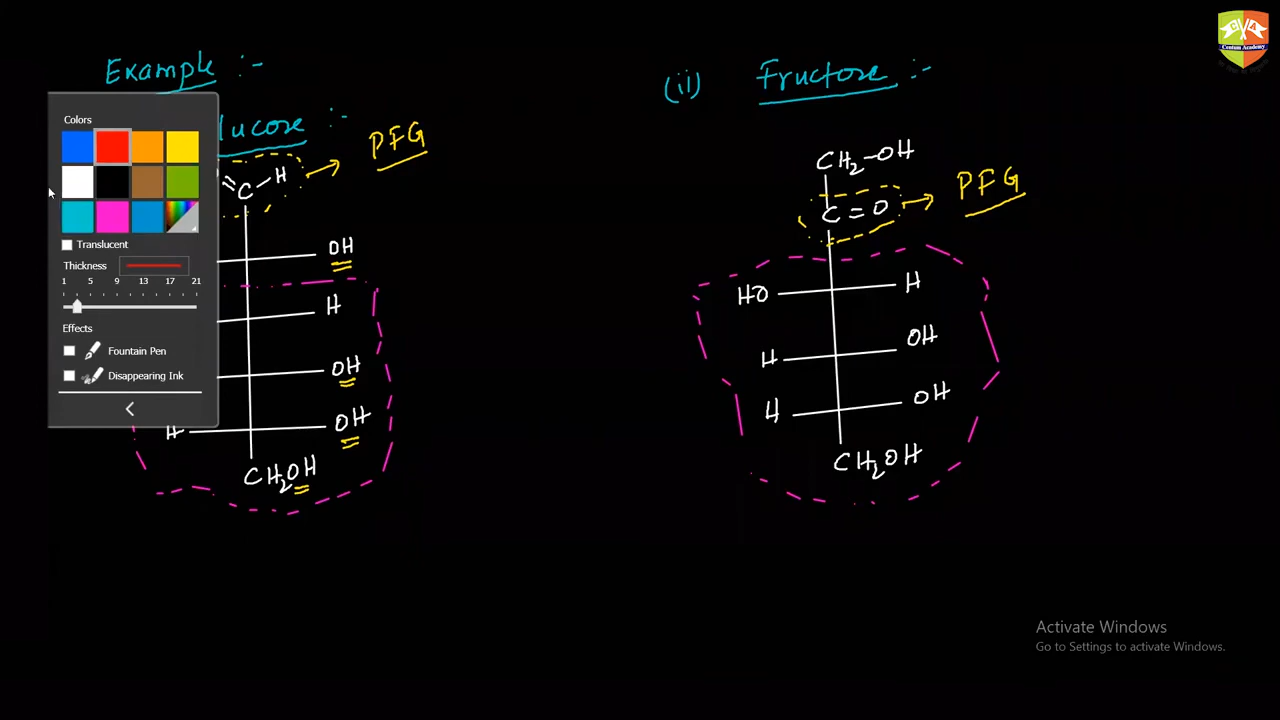 Example :-
lucose :-
PFG
C-H
OH
H
OH
H OH
CH2OH
Colors
Translucent
Thickness
1 5 9 13 17 21
Effects
Fountain Pen
Disappearing Ink
(ii) Fructose :-
CH2-OH
C=O
PFG
HO H
H OH
H OH
CH2OH
Centum Academy
Activate Windows
Go to Settings to activate Windows.